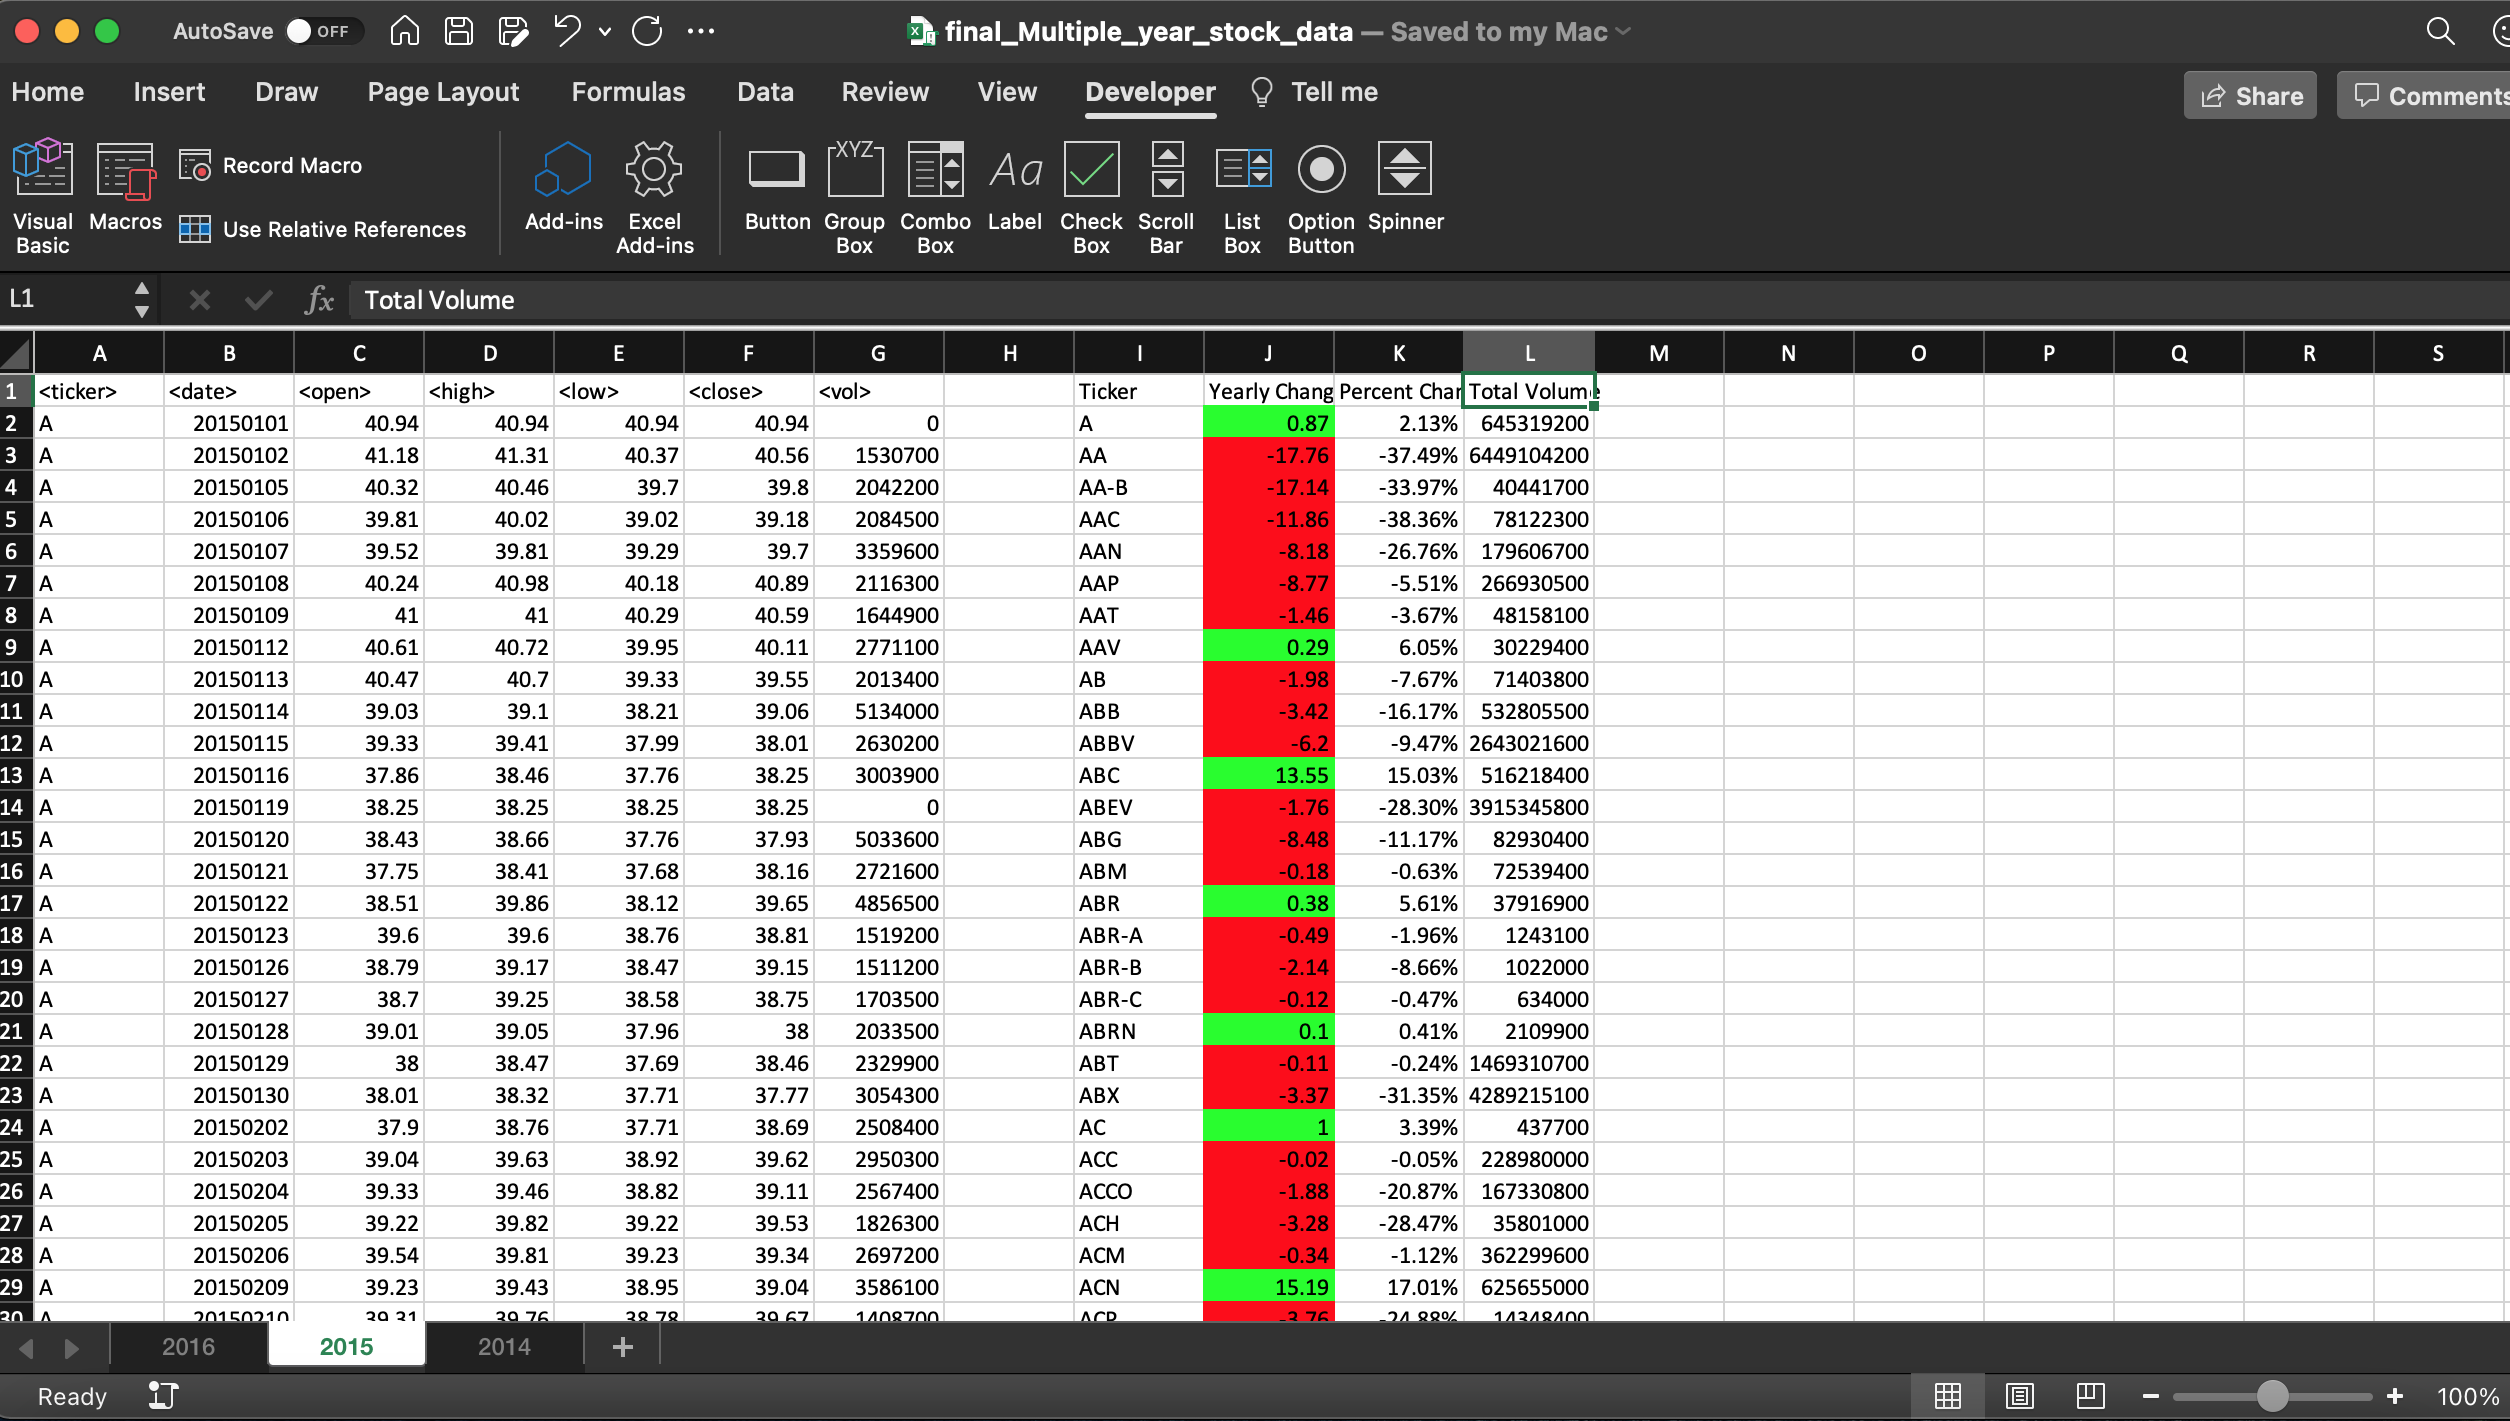 AutoSave OFF final_Multiple_year_stock_data — Saved to my Mac
Home Insert Draw Page Layout Formulas Data Review View Developer Tell me Share Comments
Visual Basic Macros Record Macro Use Relative References Add-ins Excel Add-ins Button XYZ Group Box Combo Box Aa Label Check Box Scroll Bar List Box Option Button Spinner
L1 fx Total Volume
A B C D E F G H I J K L M N O P Q R S
1 <ticker> <date> <open> <high> <low> <close> <vol> Ticker Yearly Chang Percent Char Total Volume
2 A 20150101 40.94 40.94 40.94 40.94 0 A 0.87 2.13% 645319200
3 A 20150102 41.18 41.31 40.37 40.56 1530700 AA -17.76 -37.49% 6449104200
4 A 20150105 40.32 40.46 39.7 39.8 2042200 AA-B -17.14 -33.97% 40441700
5 A 20150106 39.81 40.02 39.02 39.18 2084500 AAC -11.86 -38.36% 78122300
6 A 20150107 39.52 39.81 39.29 39.7 3359600 AAN -8.18 -26.76% 179606700
7 A 20150108 40.24 40.98 40.18 40.89 2116300 AAP -8.77 -5.51% 266930500
8 A 20150109 41 41 40.29 40.59 1644900 AAT -1.46 -3.67% 48158100
9 A 20150112 40.61 40.72 39.95 40.11 2771100 AAV 0.29 6.05% 30229400
10 A 20150113 40.47 40.7 39.33 39.55 2013400 AB -1.98 -7.67% 71403800
11 A 20150114 39.03 39.1 38.21 39.06 5134000 ABB -3.42 -16.17% 532805500
12 A 20150115 39.33 39.41 37.99 38.01 2630200 ABBV -6.2 -9.47% 2643021600
13 A 20150116 37.86 38.46 37.76 38.25 3003900 ABC 13.55 15.03% 516218400
14 A 20150119 38.25 38.25 38.25 38.25 0 ABEV -1.76 -28.30% 3915345800
15 A 20150120 38.43 38.66 37.76 37.93 5033600 ABG -8.48 -11.17% 82930400
16 A 20150121 37.75 38.41 37.68 38.16 2721600 ABM -0.18 -0.63% 72539400
17 A 20150122 38.51 39.86 38.12 39.65 4856500 ABR 0.38 5.61% 37916900
18 A 20150123 39.6 39.6 38.76 38.81 1519200 ABR-A -0.49 -1.96% 1243100
19 A 20150126 38.79 39.17 38.47 39.15 1511200 ABR-B -2.14 -8.66% 1022000
20 A 20150127 38.7 39.25 38.58 38.75 1703500 ABR-C -0.12 -0.47% 634000
21 A 20150128 39.01 39.05 37.96 38 2033500 ABRN 0.1 0.41% 2109900
22 A 20150129 38 38.47 37.69 38.46 2329900 ABT -0.11 -0.24% 1469310700
23 A 20150130 38.01 38.32 37.71 37.77 3054300 ABX -3.37 -31.35% 4289215100
24 A 20150202 37.9 38.76 37.71 38.69 2508400 AC 1 3.39% 437700
25 A 20150203 39.04 39.63 38.92 39.62 2950300 ACC -0.02 -0.05% 228980000
26 A 20150204 39.33 39.46 38.82 39.11 2567400 ACCO -1.88 -20.87% 167330800
27 A 20150205 39.22 39.82 39.22 39.53 1826300 ACH -3.28 -28.47% 35801000
28 A 20150206 39.54 39.81 39.23 39.34 2697200 ACM -0.34 -1.12% 362299600
29 A 20150209 39.23 39.43 38.95 39.04 3586100 ACN 15.19 17.01% 625655000
30 A 20150210 39.31 39.76 38.78 39.67 1408700 ACP -3.76 -24.88% 14348400
2016 2015 2014 +
Ready 100%